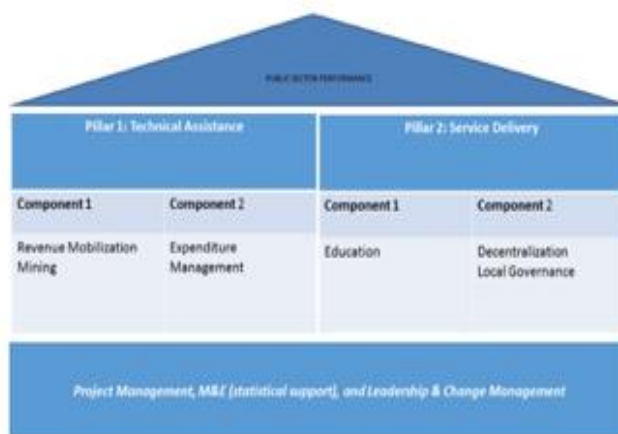 PUBLIC SECTOR PERFORMANCE
Pillar 1: Technical Assistance
Pillar 2: Service Delivery
Component 1
Component 2
Component 1
Component 2
Revenue Mobilization
Mining
Expenditure
Management
Education
Decentralization
Local Governance
Project Management, M&E (statistical support), and Leadership & Change Management